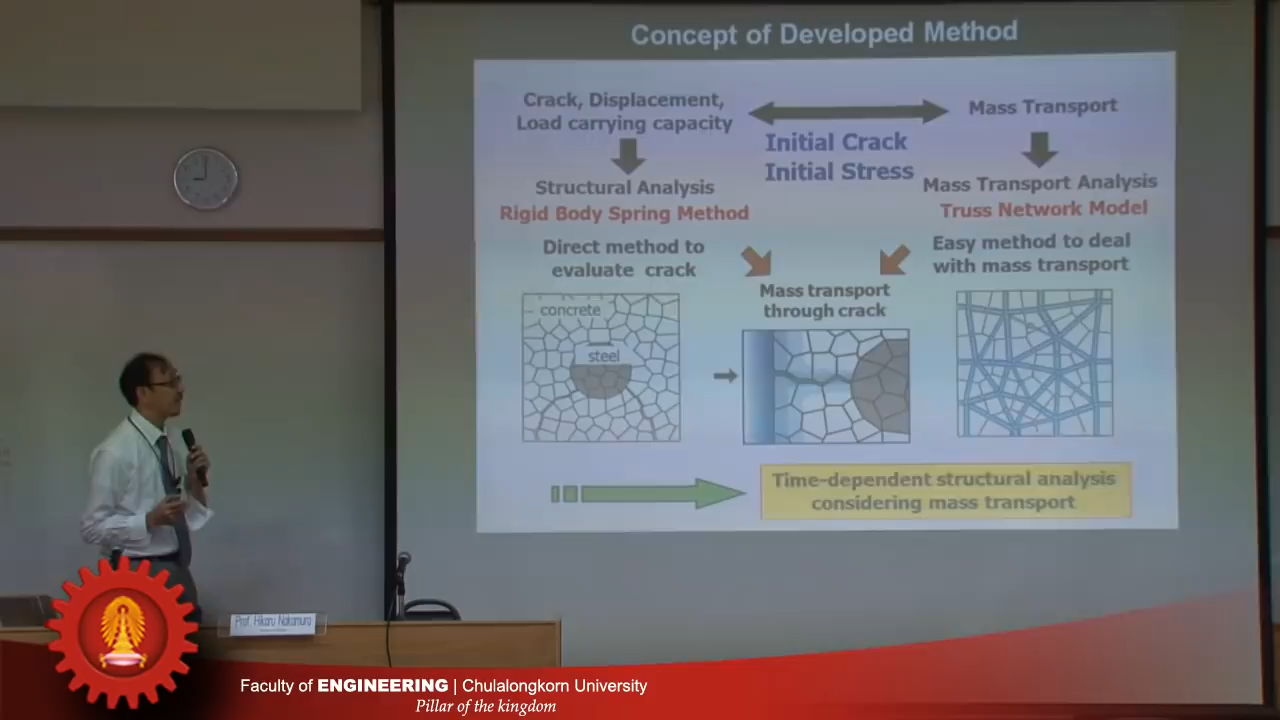 Concept of Developed Method
Crack, Displacement,
Load carrying capacity
Mass Transport
Initial Crack
Initial Stress
Structural Analysis
Rigid Body Spring Method
Mass Transport Analysis
Truss Network Model
Direct method to
evaluate crack
Easy method to deal
with mass transport
Mass transport
through crack
concrete
steel
Time-dependent structural analysis
considering mass transport
Prof. Hikaru Nakamura
Faculty of ENGINEERING | Chulalongkorn University
Pillar of the kingdom